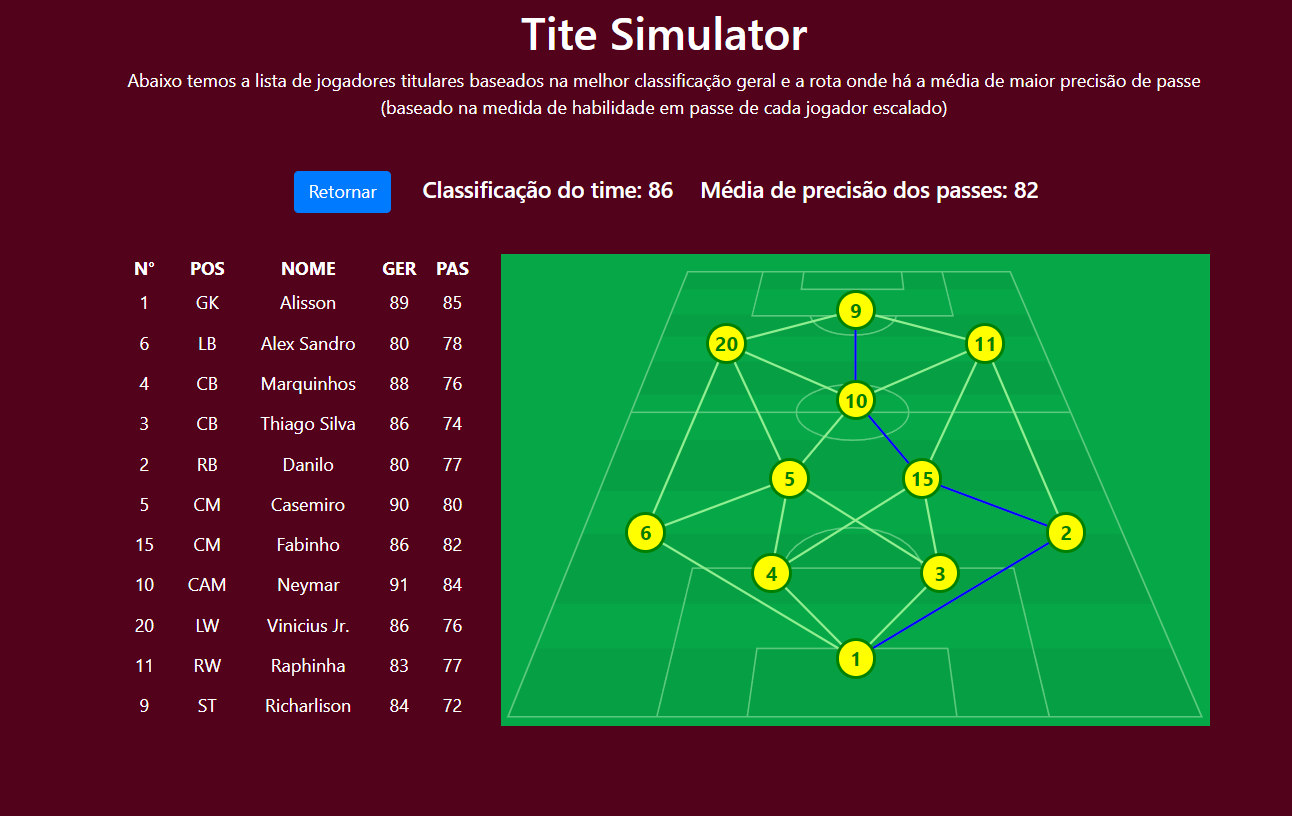 Tite Simulator
Abaixo temos a lista de jogadores titulares baseados na melhor classificação geral e a rota onde há a média de maior precisão de passe
(baseado na medida de habilidade em passe de cada jogador escalado)
Retornar Classificação do time: 86 Média de precisão dos passes: 82
N° POS NOME GER PAS
1 GK Alisson 89 85
6 LB Alex Sandro 80 78
4 CB Marquinhos 88 76
3 CB Thiago Silva 86 74
2 RB Danilo 80 77
5 CM Casemiro 90 80
15 CM Fabinho 86 82
10 CAM Neymar 91 84
20 LW Vinicius Jr. 86 76
11 RW Raphinha 83 77
9 ST Richarlison 84 72
9
20 11
10
5 15
6 2
4 3
1